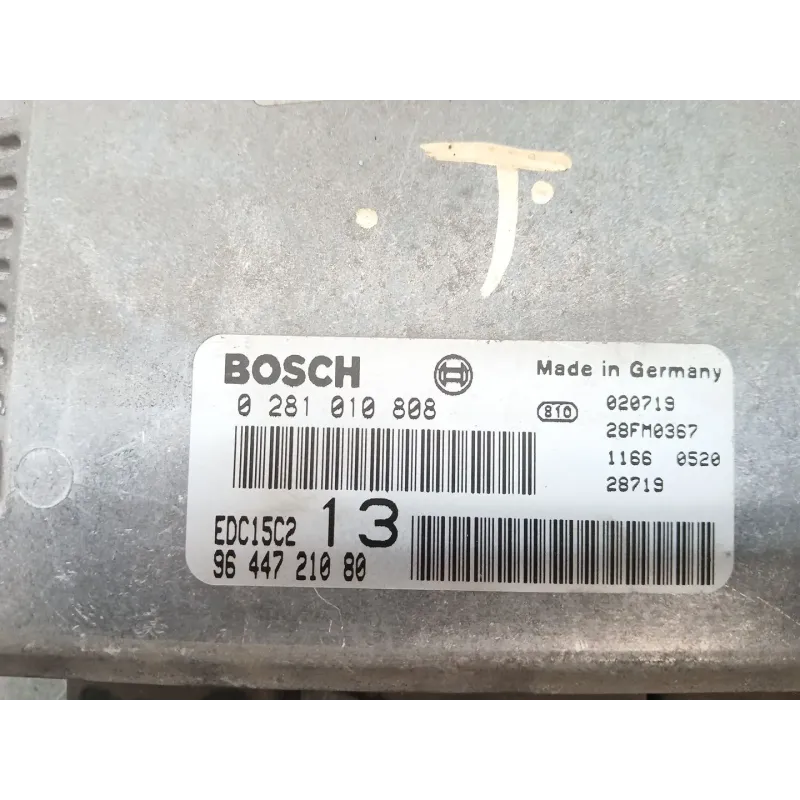 T.
BOSCH
Made in Germany
0 281 010 808
810
020719
28FM0367
1166 0520
28719
EDC15C2 13
96 447 210 80